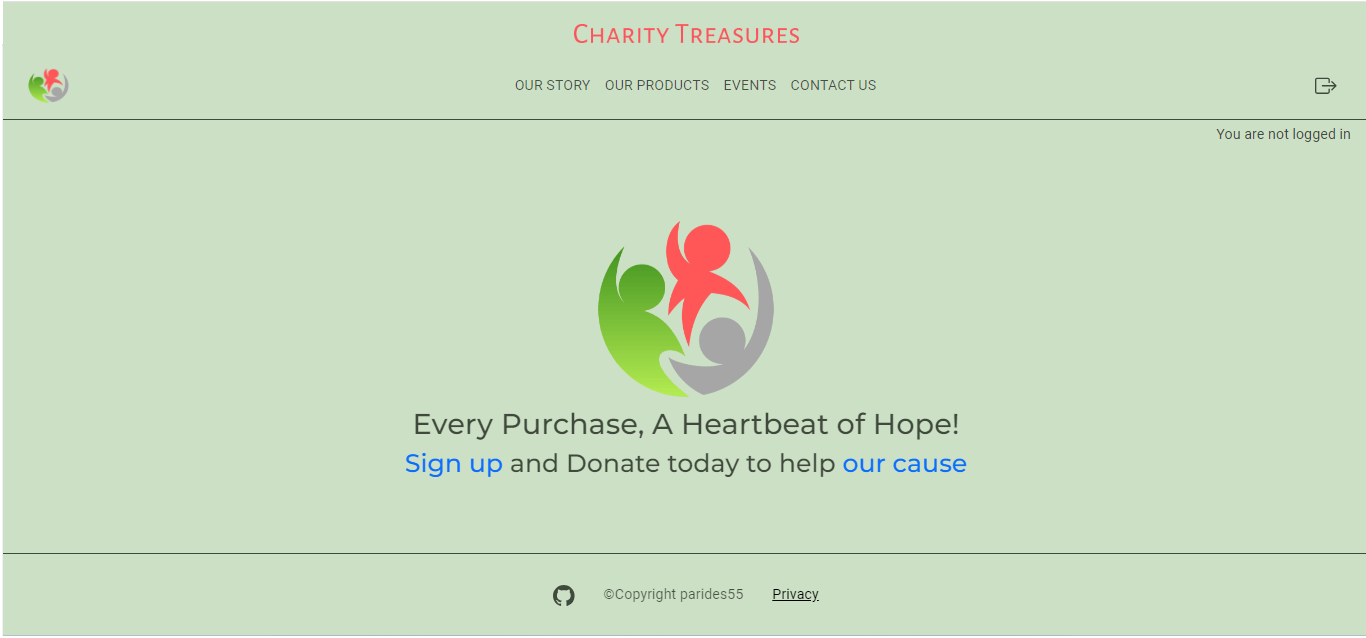 Charity Treasures
OUR STORY OUR PRODUCTS EVENTS CONTACT US
You are not logged in
Every Purchase, A Heartbeat of Hope!
Sign up and Donate today to help our cause
©Copyright parides55 Privacy